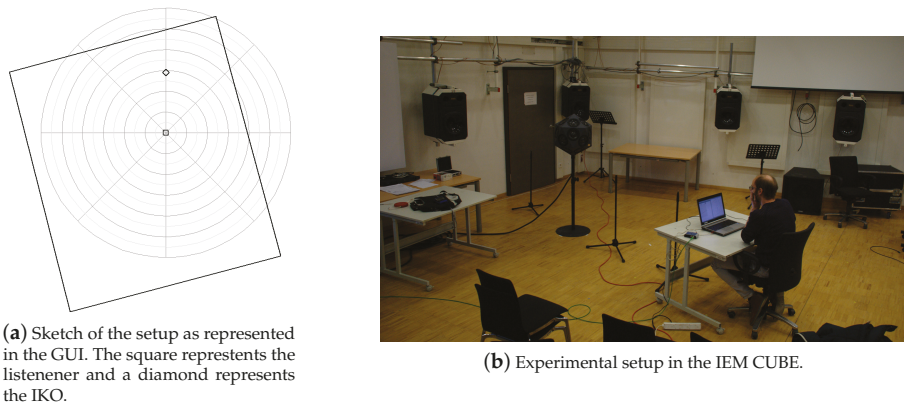 (a) Sketch of the setup as represented
in the GUI. The square represtents the
listenener and a diamond represents
the IKO.
(b) Experimental setup in the IEM CUBE.